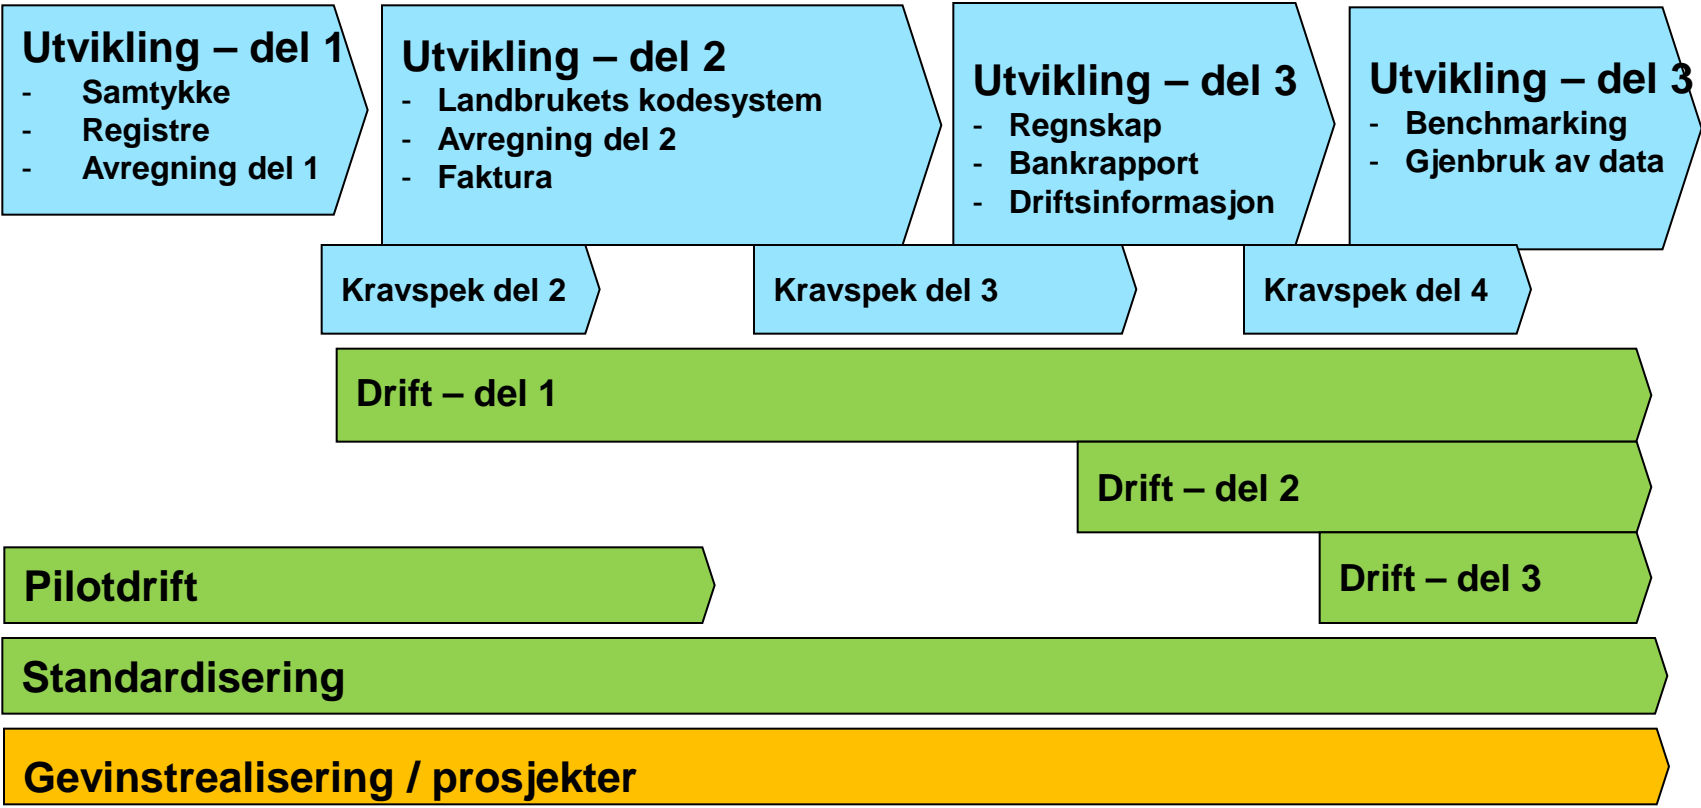 Utvikling – del 1
- Samtykke
- Registre
- Avregning del 1
Utvikling – del 2
- Landbrukets kodesystem
- Avregning del 2
- Faktura
Utvikling – del 3
- Regnskap
- Bankrapport
- Driftsinformasjon
Utvikling – del 3
- Benchmarking
- Gjenbruk av data
Kravspek del 2
Kravspek del 3
Kravspek del 4
Drift – del 1
Drift – del 2
Drift – del 3
Pilotdrift
Standardisering
Gevinstrealisering / prosjekter